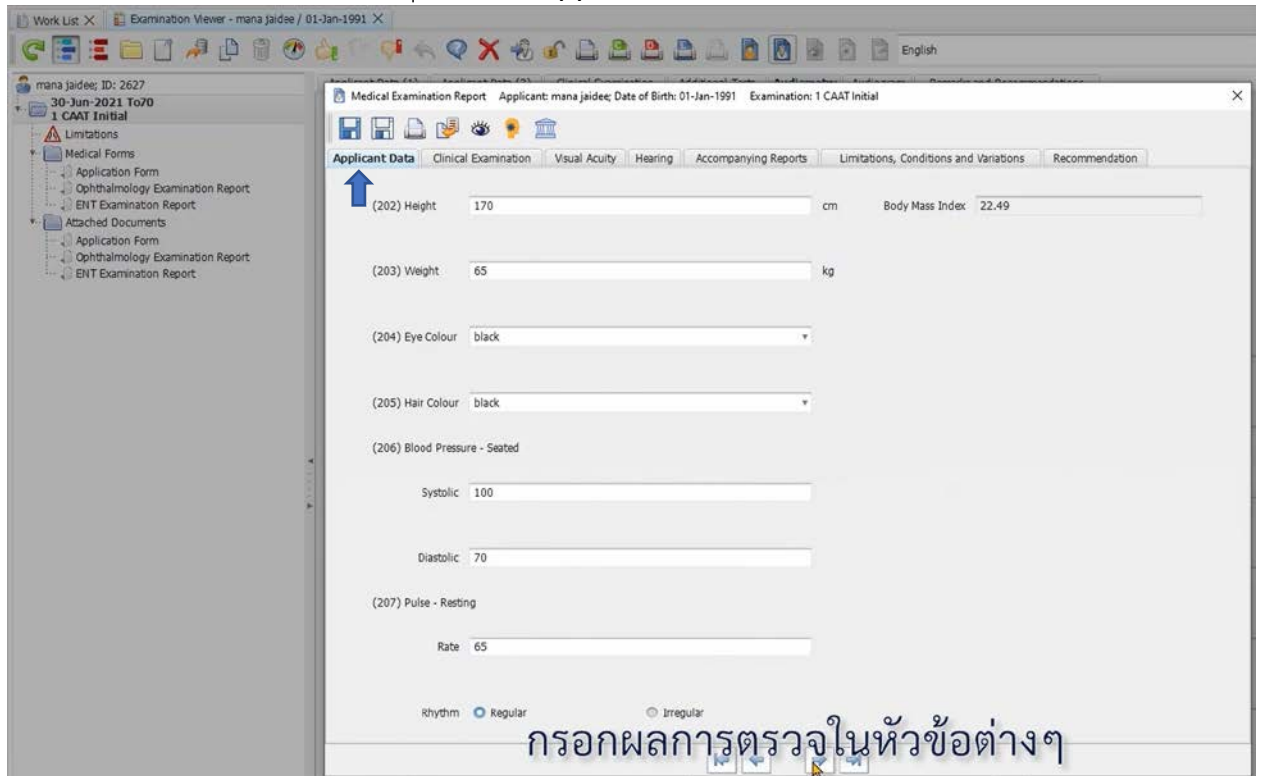 Work List X Examination Viewer - mana jaidee / 01-Jan-1991 X
English
mana jaidee; ID: 2627
30-Jun-2021 To70
1 CAAT Initial
Limitations
Medical Forms
Application Form
Ophthalmology Examination Report
ENT Examination Report
Attached Documents
Application Form
Ophthalmology Examination Report
ENT Examination Report
Medical Examination Report Applicant: mana jaidee; Date of Birth: 01-Jan-1991 Examination: 1 CAAT Initial
Applicant Data Clinical Examination Visual Acuity Hearing Accompanying Reports Limitations, Conditions and Variations Recommendation
(202) Height 170 cm Body Mass Index 22.49
(203) Weight 65 kg
(204) Eye Colour black
(205) Hair Colour black
(206) Blood Pressure - Seated
Systolic 100
Diastolic 70
(207) Pulse - Resting
Rate 65
Rhythm Regular Irregular
กรอกผลการตรวจในหัวข้อต่างๆ